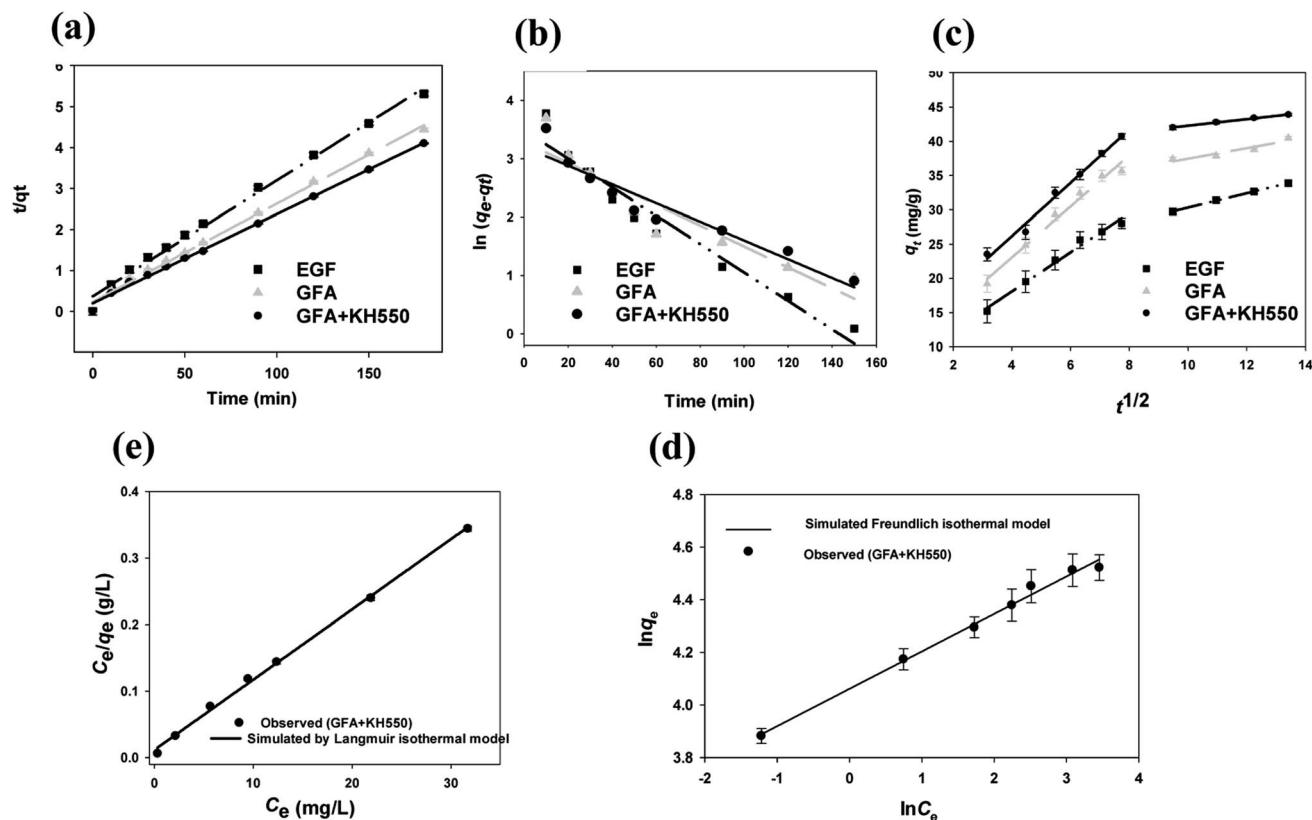 (a)
t/qt
6
5
4
3
2
1
0
EGF
GFA
GFA+KH550
0
50
100
150
Time (min)
(b)
ln (qe-qt)
4
3
2
1
0
EGF
GFA
GFA+KH550
0 20 40 60 80 100 120 140 160
Time (min)
(c)
qt (mg/g)
50
45
40
35
30
25
20
15
10
EGF
GFA
GFA+KH550
2 4 6 8 10 12 14
t1/2
(e)
Ce/qe (g/L)
0.4
0.3
0.2
0.1
0.0
Observed (GFA+KH550)
Simulated by Langmuir isothermal model
0 10 20 30
Ce (mg/L)
(d)
lnqe
4.8
4.6
4.4
4.2
4.0
3.8
Simulated Freundlich isothermal model
Observed (GFA+KH550)
-2 -1 0 1 2 3 4
lnCe